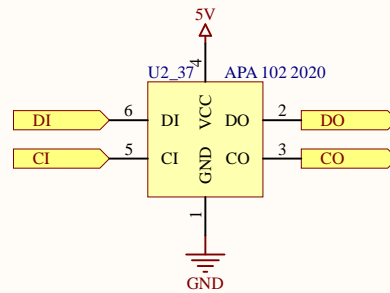 5V
4
U2_37 APA 102 2020
DI 6 DI VCC DO 2 DO
CI 5 CI GND CO 3 CO
1
GND